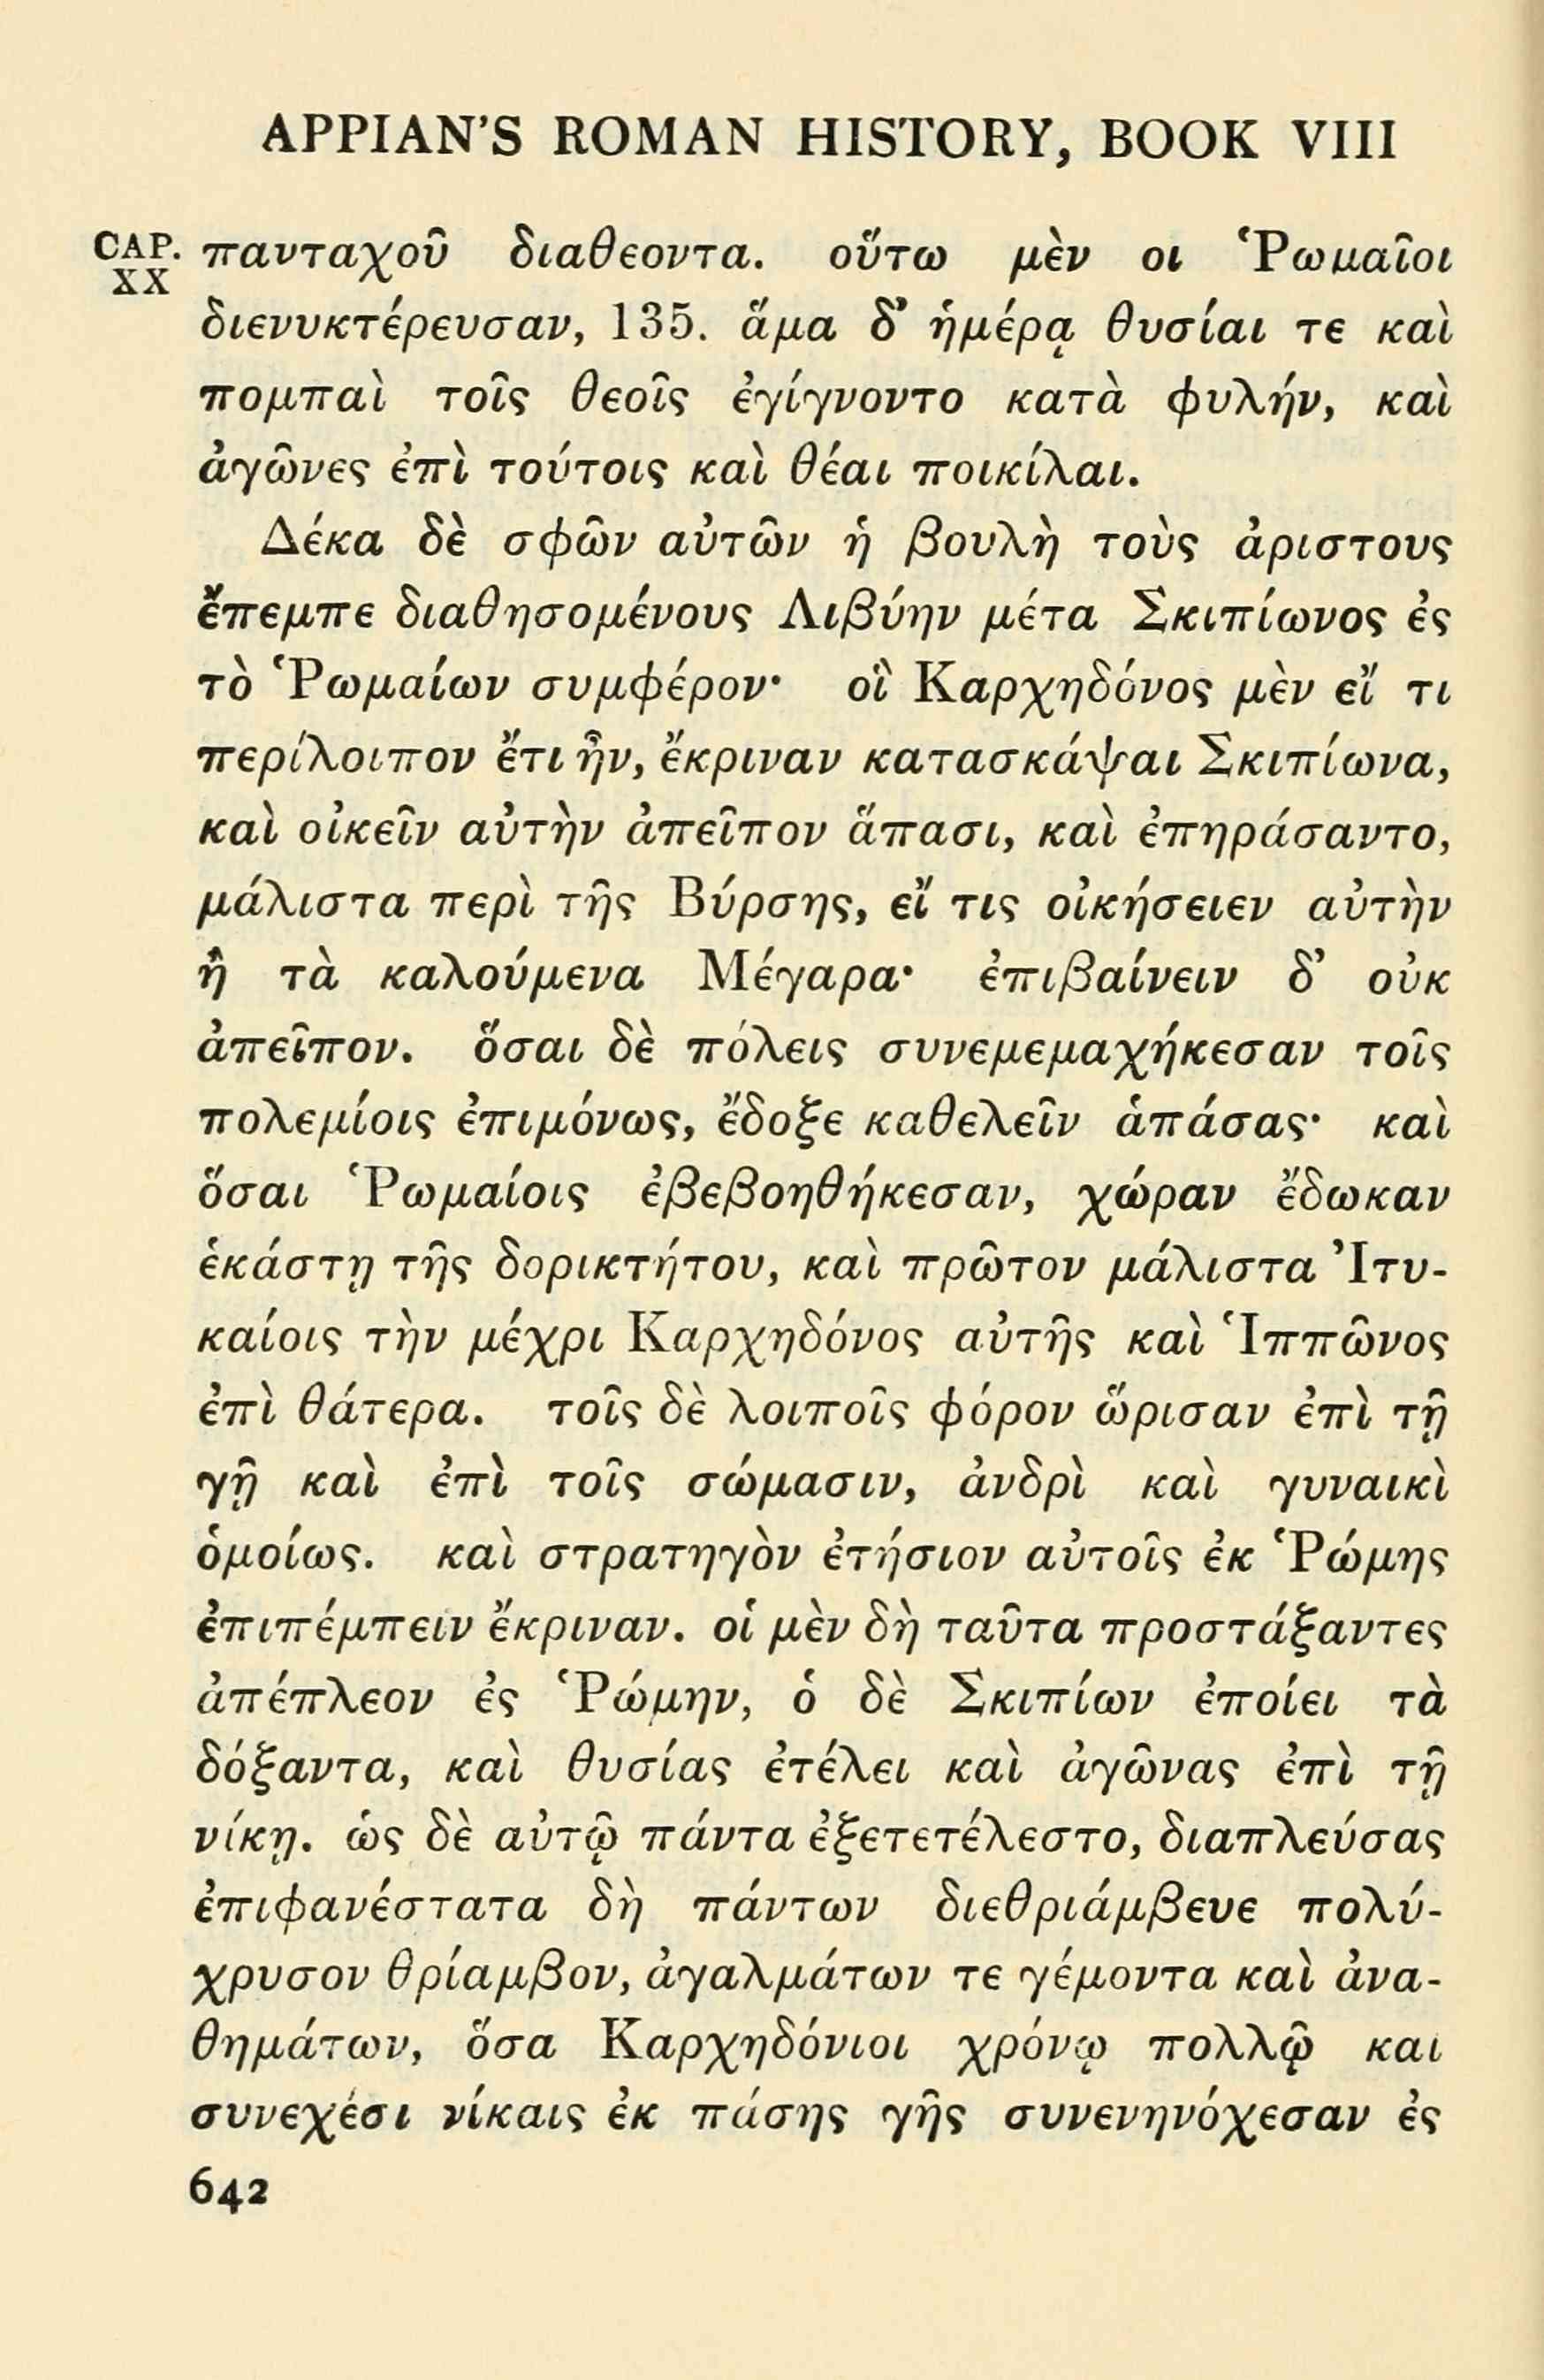 APPIAN'S ROMAN HISTORY, BOOK VIII
CAP. XX
πανταχοῦ διαθεοντα. οὕτω μὲν οι Ῥωμαῖοι
διενυκτέρευσαν, 135. ἅμα δ' ἡμέρᾳ θυσίαι τε καὶ
πομπαὶ τοῖς θεοῖς ἐγίγνοντο κατὰ φυλήν, καὶ
ἀγῶνες ἐπὶ τούτοις καὶ θέαι ποικίλαι.
Δέκα δὲ σφῶν αὐτῶν ἡ βουλὴ τοὺς ἀριστους
ἔπεμπε διαθησομένους Λιβύην μέτα Σκιπίωνος ἐς
τὸ Ῥωμαίων συμφέρον· οἳ Καρχηδόνος μὲν εἴ τι
περίλοιπον ἔτι ἦν, ἔκριναν κατασκάψαι Σκιπίωνα,
καὶ οἰκεῖν αὐτὴν ἀπεῖπον ἅπασι, καὶ ἐπηράσαντο,
μάλιστα περὶ τῆς Βύρσης, εἴ τις οἰκήσειεν αὐτὴν
ἢ τὰ καλούμενα Μέγαρα· ἐπιβαίνειν δ' οὐκ
ἀπεῖπον. ὅσαι δὲ πόλεις συνεμεμαχήκεσαν τοῖς
πολεμίοις ἐπιμόνως, ἔδοξε καθελεῖν ἁπάσας· καὶ
ὅσαι Ῥωμαίοις ἐβεβοηθήκεσαν, χώραν ἔδωκαν
ἑκάστῃ τῆς δορικτήτου, καὶ πρῶτον μάλιστα Ἰτυ-
καίοις τὴν μέχρι Καρχηδόνος αὐτῆς καὶ Ἱππῶνος
ἐπὶ θάτερα. τοῖς δὲ λοιποῖς φόρον ὥρισαν ἐπὶ τῇ
γῇ καὶ ἐπὶ τοῖς σώμασιν, ἀνδρὶ καὶ γυναικὶ
ὁμοίως. καὶ στρατηγὸν ἐτήσιον αὐτοῖς ἐκ Ῥώμης
ἐπιπέμπειν ἔκριναν. οἱ μὲν δὴ ταῦτα προστάξαντες
ἀπέπλεον ἐς Ῥώμην, ὁ δὲ Σκιπίων ἐποίει τὰ
δόξαντα, καὶ θυσίας ἐτέλει καὶ ἀγῶνας ἐπὶ τῇ
νίκῃ. ὡς δὲ αὐτῷ πάντα ἐξετετέλεστο, διαπλεύσας
ἐπιφανέστατα δὴ πάντων διεθριάμβευε πολύ-
χρυσον θρίαμβον, ἀγαλμάτων τε γέμοντα καὶ ἀνα-
θημάτων, ὅσα Καρχηδόνιοι χρόνῳ πολλῷ και
συνεχέσι νίκαις ἐκ πάσης γῆς συνενηνόχεσαν ἐς
642